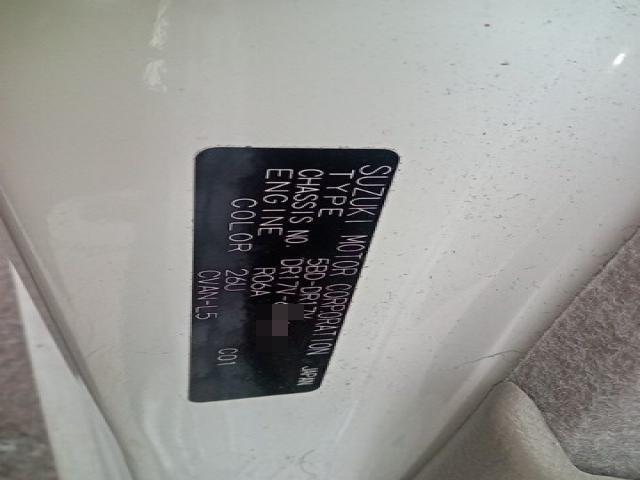 SUZUKI MOTOR CORPORATION JAPAN
TYPE 5BD-DR17V
CHASSIS NO. DR17V-
ENGINE R06A
COLOR 26U
CVAN-L5 C01